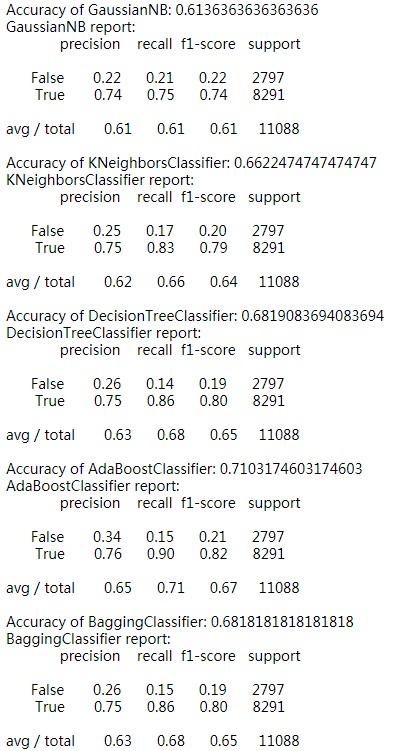 Accuracy of GaussianNB: 0.6136363636363636
GaussianNB report:
precision recall f1-score support
False 0.22 0.21 0.22 2797
True 0.74 0.75 0.74 8291
avg / total 0.61 0.61 0.61 11088
Accuracy of KNeighborsClassifier: 0.6622474747474747
KNeighborsClassifier report:
precision recall f1-score support
False 0.25 0.17 0.20 2797
True 0.75 0.83 0.79 8291
avg / total 0.62 0.66 0.64 11088
Accuracy of DecisionTreeClassifier: 0.6819083694083694
DecisionTreeClassifier report:
precision recall f1-score support
False 0.26 0.14 0.19 2797
True 0.75 0.86 0.80 8291
avg / total 0.63 0.68 0.65 11088
Accuracy of AdaBoostClassifier: 0.7103174603174603
AdaBoostClassifier report:
precision recall f1-score support
False 0.34 0.15 0.21 2797
True 0.76 0.90 0.82 8291
avg / total 0.65 0.71 0.67 11088
Accuracy of BaggingClassifier: 0.6818181818181818
BaggingClassifier report:
precision recall f1-score support
False 0.26 0.15 0.19 2797
True 0.75 0.86 0.80 8291
avg / total 0.63 0.68 0.65 11088